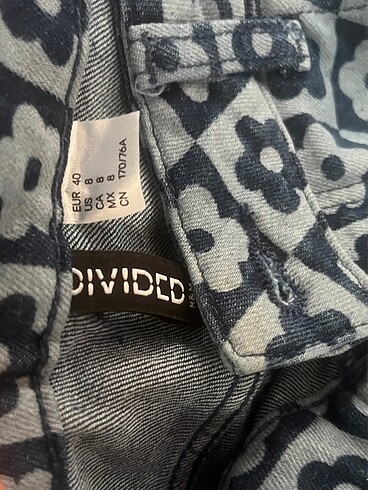 EUR 40
US 8
CA 8
MX 8
CN 170/76A
DIVIDED
H&M